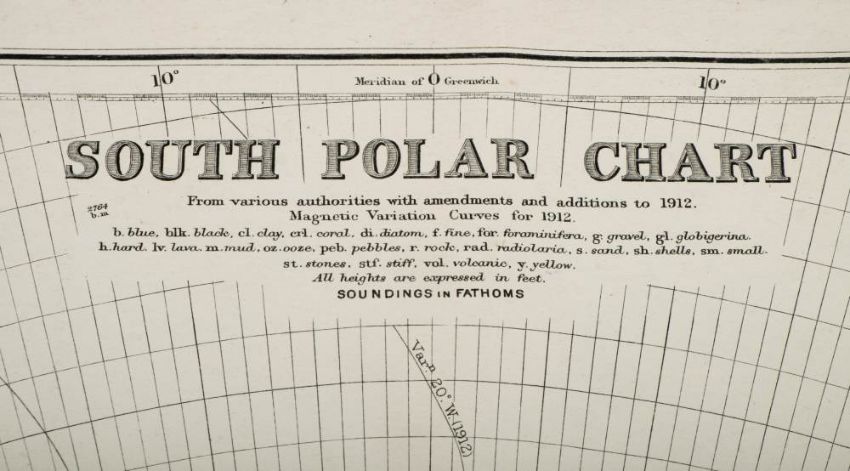 10° Meridian of 0 Greenwich. 10°
SOUTH POLAR CHART
From various authorities with amendments and additions to 1912.
Magnetic Variation Curves for 1912.
b. blue, blk. black, cl. clay, crl. coral, di. diatom, f. fine, for. foraminifera, g. gravel, gl. globigerina.
h. hard. lv. lava. m. mud, oz. ooze, peb. pebbles, r. rock, rad. radiolaria, s. sand, sh. shells, sm. small.
st. stones, stf. stiff, vol. volcanic, y. yellow.
All heights are expressed in feet.
SOUNDINGS IN FATHOMS
Varn. 20° W. (1912)